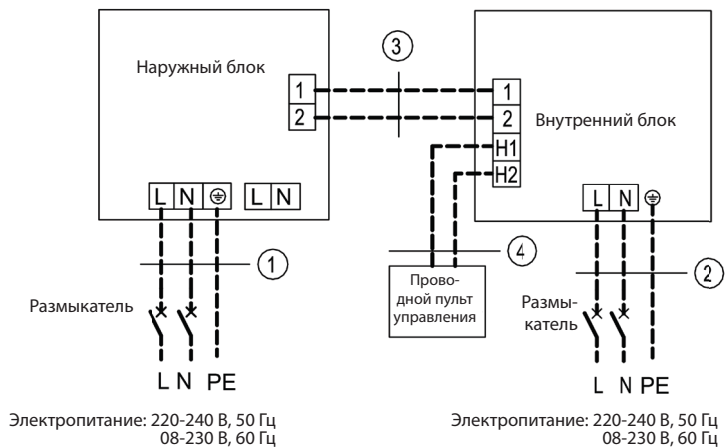 Наружный блок
1
2
L N
L N
1
3
1
2
H1
H2
Внутренний блок
L N
4
Прово-
дной пульт
управления
2
Размыкатель
L N PE
Электропитание: 220-240 В, 50 Гц
08-230 В, 60 Гц
Размы-
катель
L N PE
Электропитание: 220-240 В, 50 Гц
08-230 В, 60 Гц